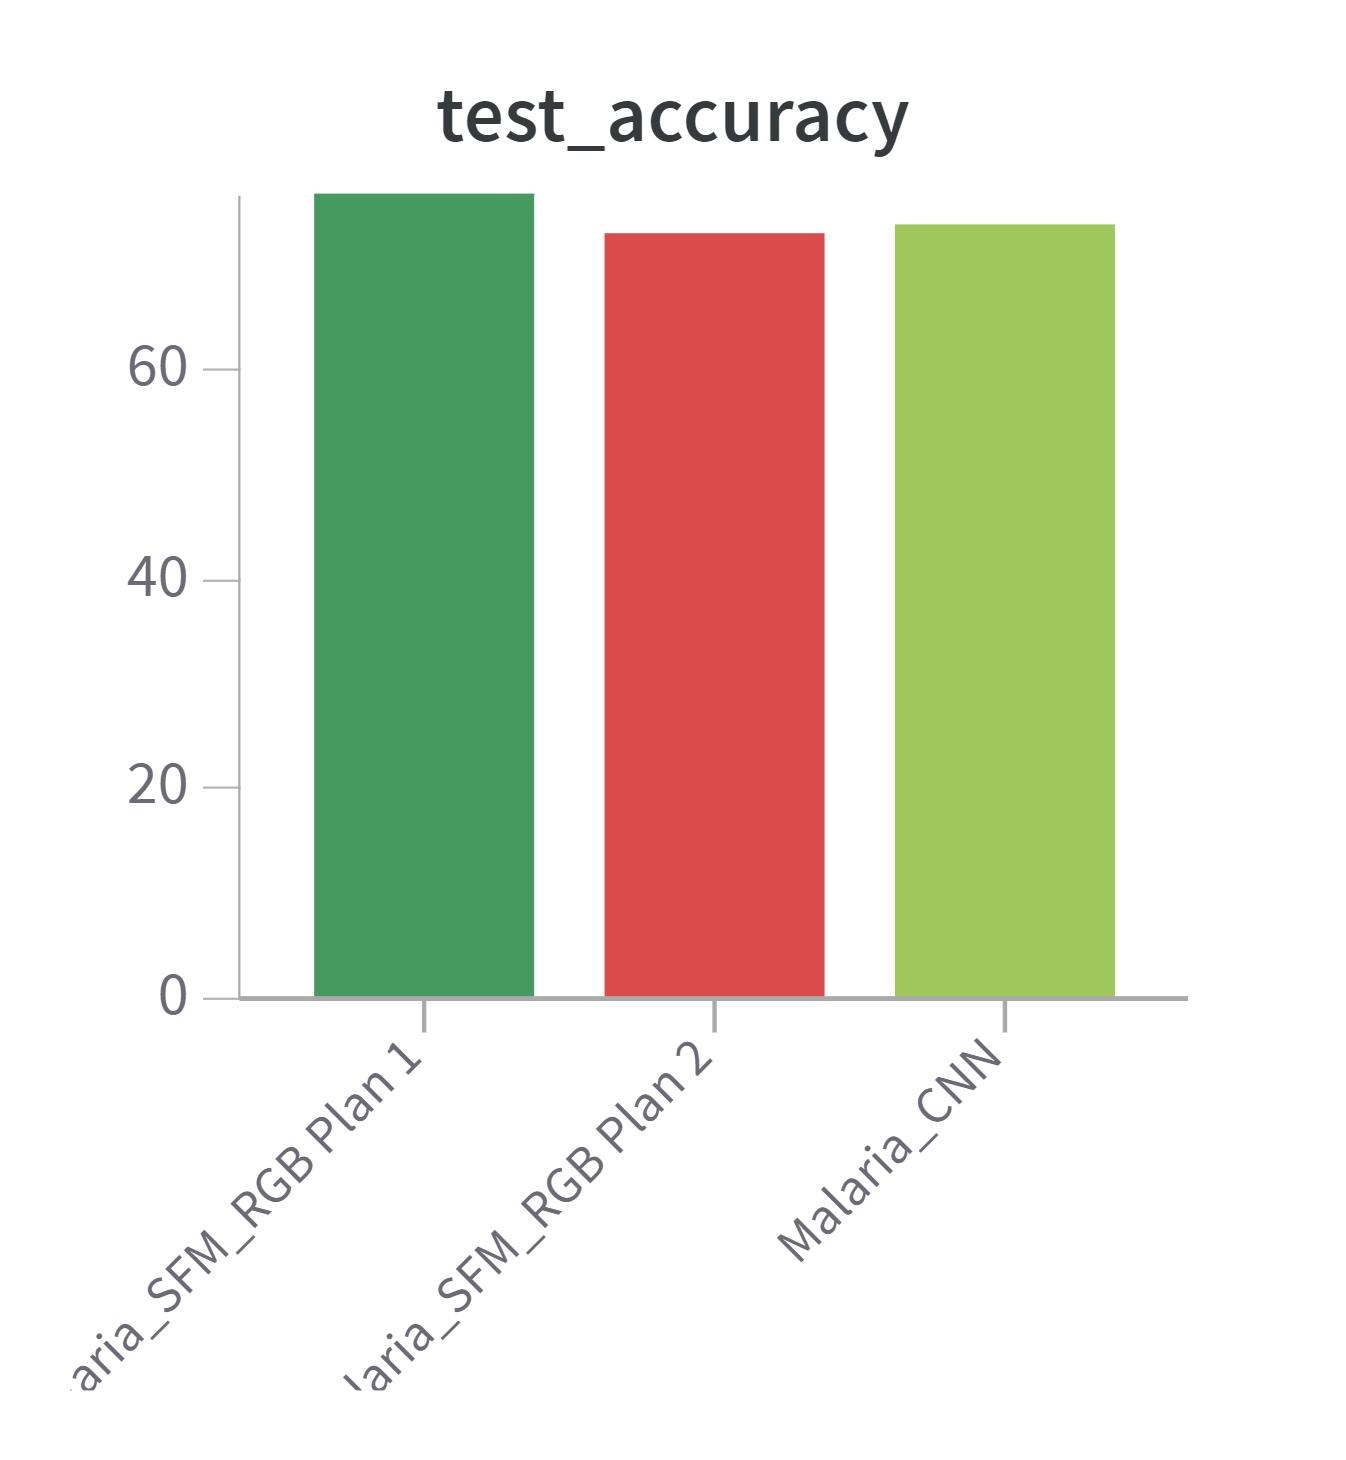 test_accuracy
60
40
20
0
aria_SFM_RGB Plan 1
laria_SFM_RGB Plan 2
Malaria_CNN